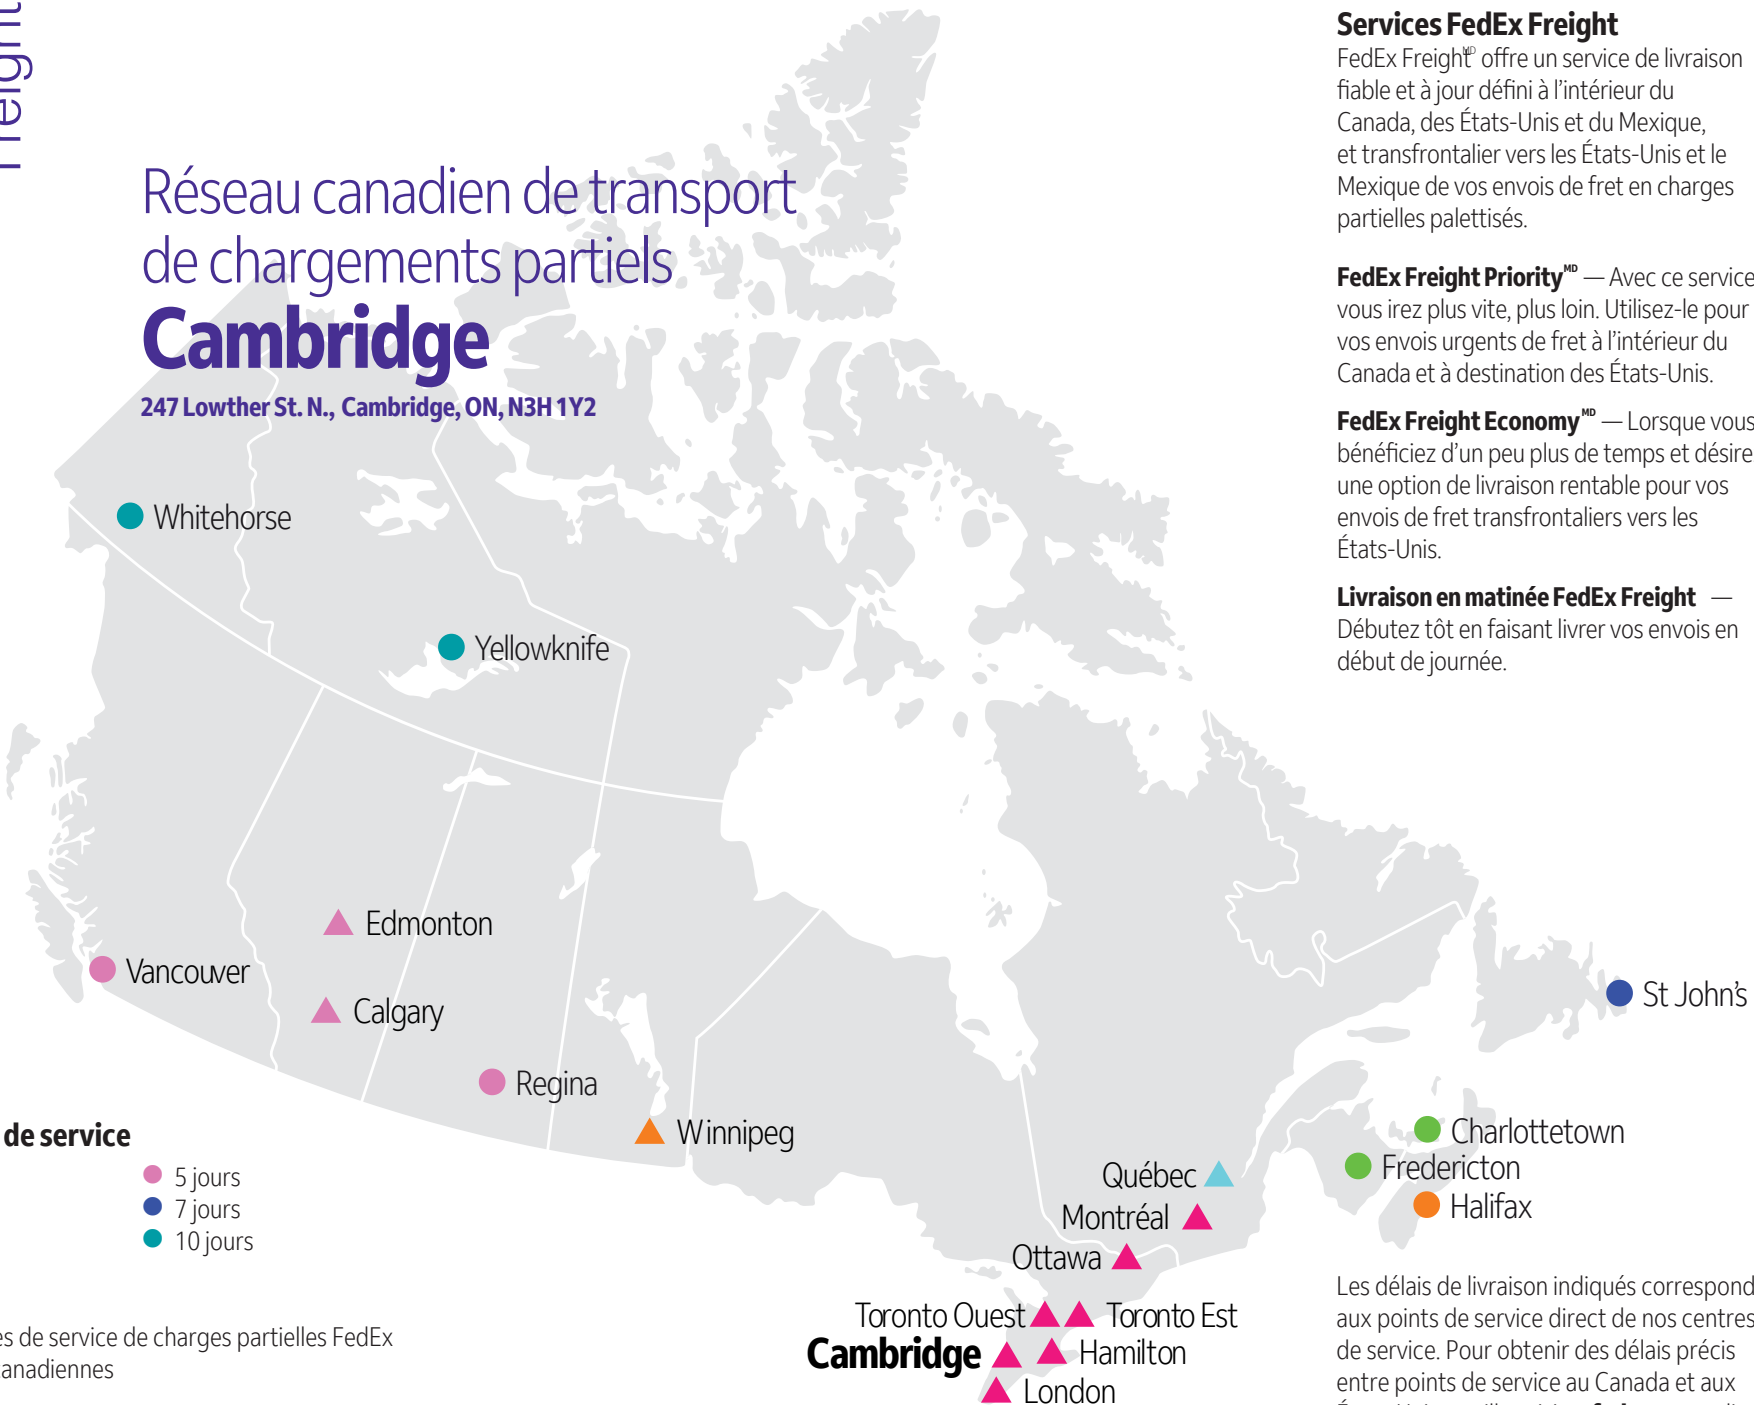 Freight
Réseau canadien de transport
de chargements partiels
Cambridge
247 Lowther St. N., Cambridge, ON, N3H 1Y2
Services FedEx Freight
FedEx Freight MD offre un service de livraison
fiable et à jour défini à l’intérieur du
Canada, des États-Unis et du Mexique,
et transfrontalier vers les États-Unis et le
Mexique de vos envois de fret en charges
partielles palettisés.
FedEx Freight Priority MD — Avec ce service
vous irez plus vite, plus loin. Utilisez-le pour
vos envois urgents de fret à l’intérieur du
Canada et à destination des États-Unis.
FedEx Freight Economy MD — Lorsque vous
bénéficiez d’un peu plus de temps et désire
une option de livraison rentable pour vos
envois de fret transfrontaliers vers les
États-Unis.
Livraison en matinée FedEx Freight —
Débutez tôt en faisant livrer vos envois en
début de journée.
Whitehorse
Yellowknife
Edmonton
Vancouver
Calgary
Regina
Winnipeg
St John’s
Charlottetown
Fredericton
Halifax
Québec
Montréal
Ottawa
Toronto Ouest
Toronto Est
Cambridge
Hamilton
London
de service
5 jours
7 jours
10 jours
es de service de charges partielles FedEx
anadiennes
Les délais de livraison indiqués correspond
aux points de service direct de nos centres
de service. Pour obtenir des délais précis
entre points de service au Canada et aux